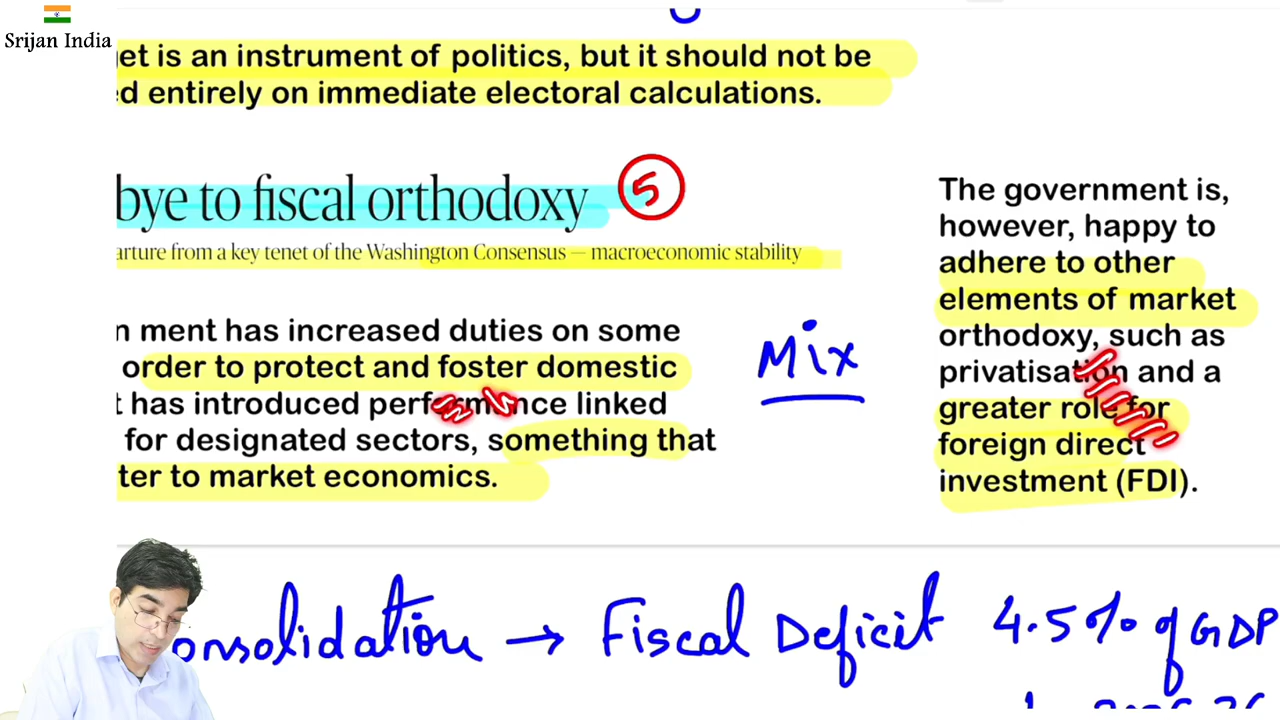 Srijan India
get is an instrument of politics, but it should not be
ed entirely on immediate electoral calculations.
bye to fiscal orthodoxy
5
arture from a key tenet of the Washington Consensus — macroeconomic stability
n ment has increased duties on some
order to protect and foster domestic
t has introduced performance linked
for designated sectors, something that
ter to market economics.
Mix
The government is,
however, happy to
adhere to other
elements of market
orthodoxy, such as
privatisation and a
greater role for
foreign direct
investment (FDI).
onsolidation → Fiscal Deficit 4.5% of GDP